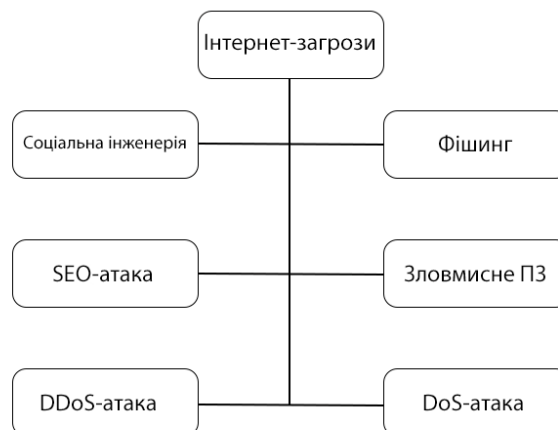 Інтернет-загрози
Соціальна інженерія
Фішинг
SEO-атака
Зловмисне ПЗ
DDoS-атака
DoS-атака